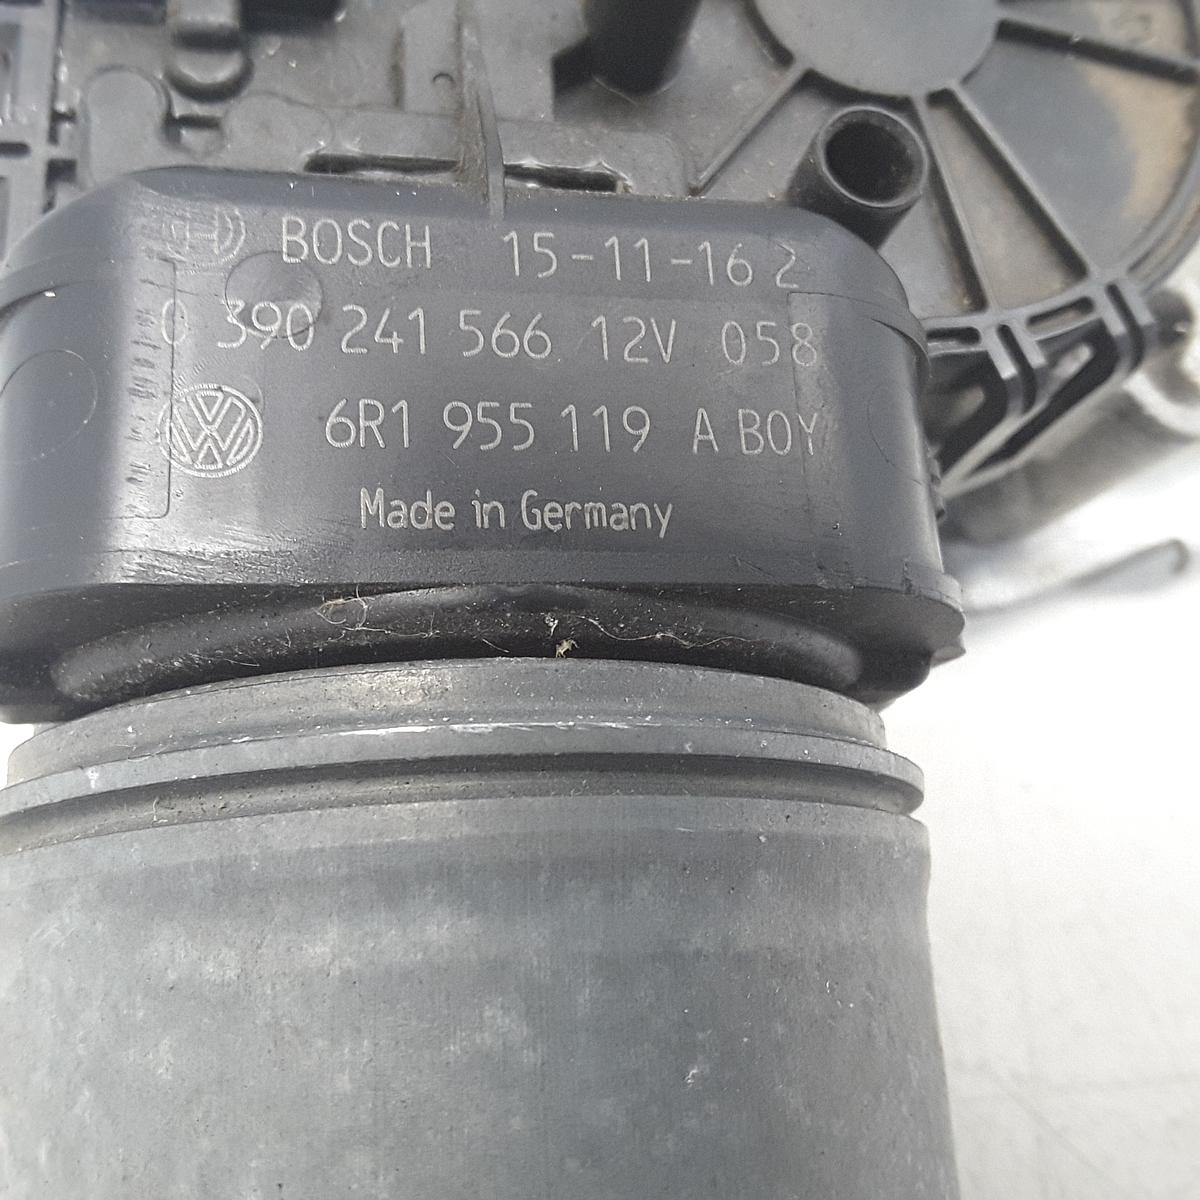 BOSCH 15-11-16 2
0 390 241 566 12V 058
6R1 955 119 A BOY
Made in Germany